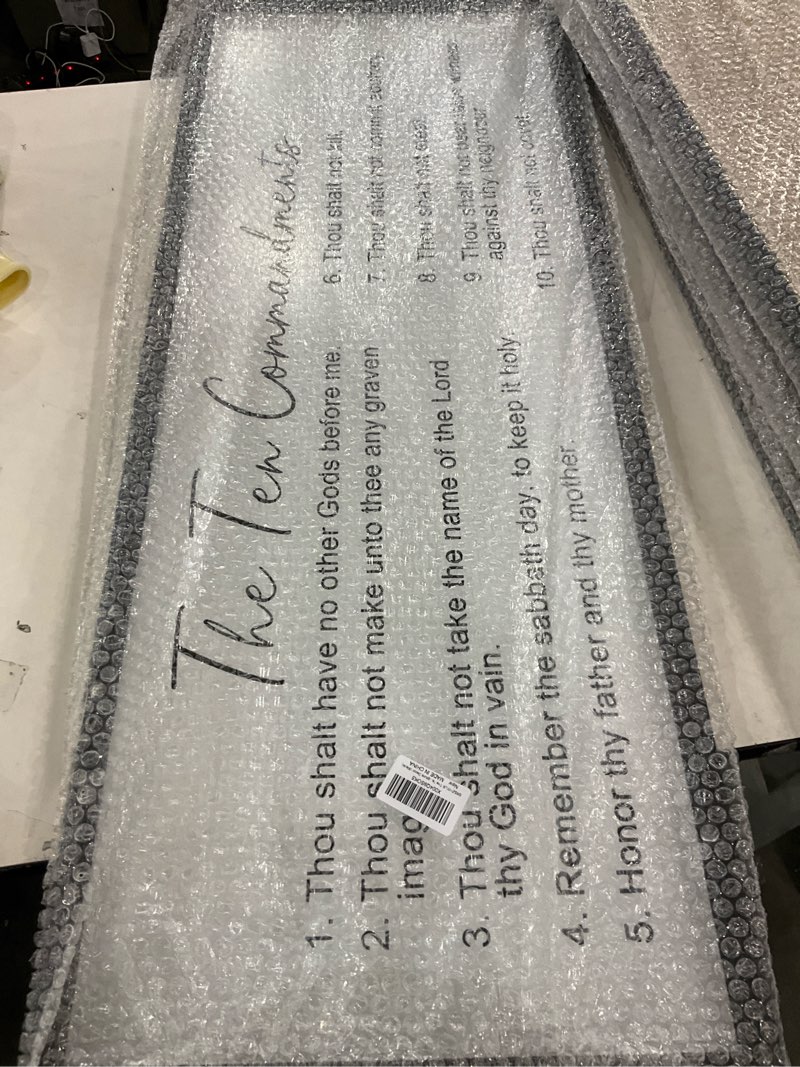 The Ten Commandments
1. Thou shalt have no other Gods before me.
2. Thou shalt not make unto thee any graven
imag
3. Thou shalt not take the name of the Lord
thy God in vain.
4. Remember the sabbath day, to keep it holy.
5. Honor thy father and thy mother.
6. Thou shalt not kill.
7. Thou shalt not commit adultery.
8. Thou shalt not steal.
9. Thou shalt not bear false witness
against thy neighbour
10. Thou shalt not covet.
MADE IN CHINA